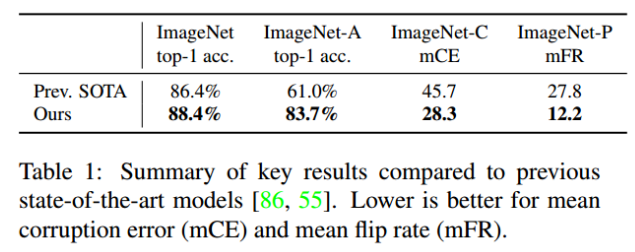 ImageNet ImageNet-A ImageNet-C ImageNet-P
top-1 acc. top-1 acc. mCE mFR
Prev. SOTA 86.4% 61.0% 45.7 27.8
Ours 88.4% 83.7% 28.3 12.2
Table 1: Summary of key results compared to previous
state-of-the-art models [86, 55]. Lower is better for mean
corruption error (mCE) and mean flip rate (mFR).